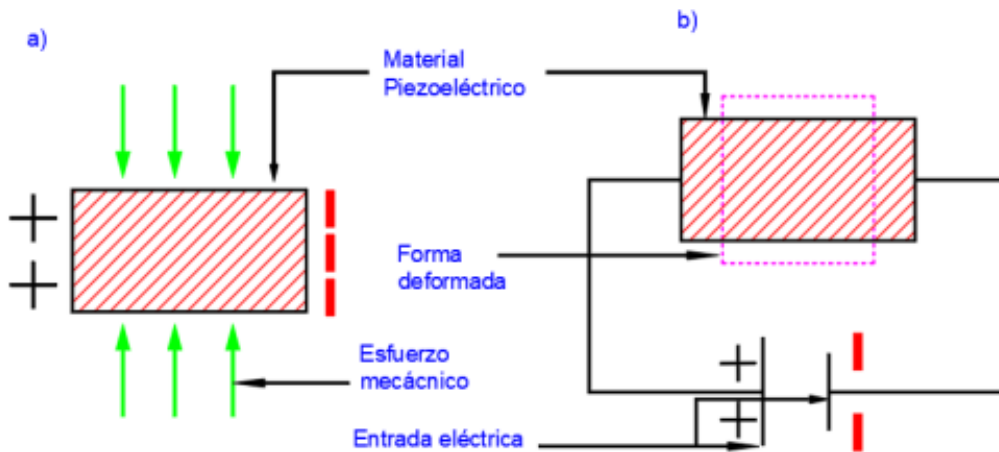 a)
b)
Material
Piezoeléctrico
Forma
deformada
Esfuerzo
mecácnico
Entrada eléctrica